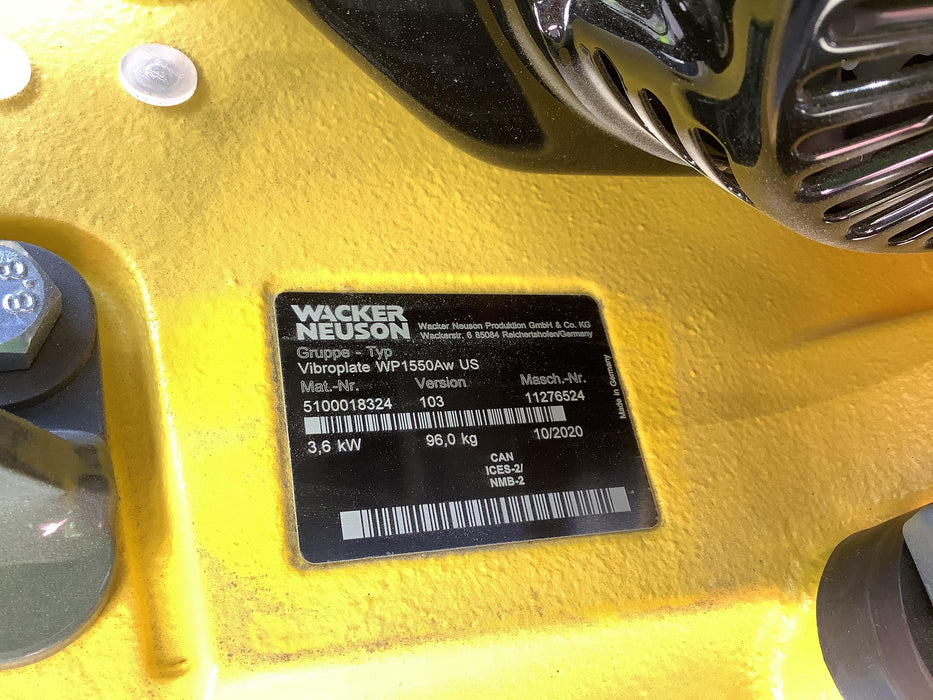 8.8
WACKER
NEUSON
Wacker Neuson Produktion GmbH & Co. KG
Wackerstr. 6 85084 Reichertshofen/Germany
Gruppe - Typ
Vibroplate WP1550Aw US
Mat.-Nr. Version Masch.-Nr.
5100018324 103 11276524
3,6 kW 96,0 kg 10/2020
CAN
ICES-2/
NMB-2
Made in Germany